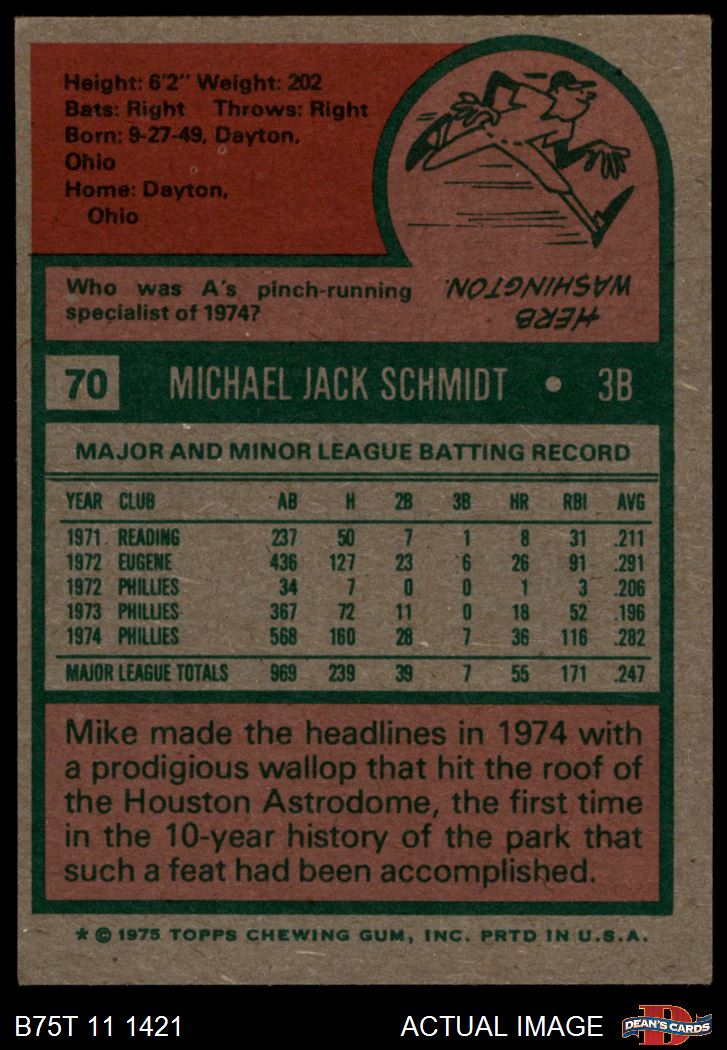 Height: 6'2" Weight: 202
Bats: Right Throws: Right
Born: 9-27-49, Dayton,
Ohio
Home: Dayton,
Ohio
Who was A's pinch-running
specialist of 1974?
HERB
WASHINGTON.
70 MICHAEL JACK SCHMIDT • 3B
MAJOR AND MINOR LEAGUE BATTING RECORD
YEAR CLUB AB H 2B 3B HR RBI AVG
1971 READING 237 50 7 1 8 31 .211
1972 EUGENE 436 127 23 6 26 91 .291
1972 PHILLIES 34 7 0 0 1 3 .206
1973 PHILLIES 367 72 11 0 18 52 .196
1974 PHILLIES 568 160 28 7 36 116 .282
MAJOR LEAGUE TOTALS 969 239 39 7 55 171 .247
Mike made the headlines in 1974 with
a prodigious wallop that hit the roof of
the Houston Astrodome, the first time
in the 10-year history of the park that
such a feat had been accomplished.
* © 1975 TOPPS CHEWING GUM, INC. PRTD IN U.S.A.
B75T 11 1421 ACTUAL IMAGE D DEAN'S CARDS